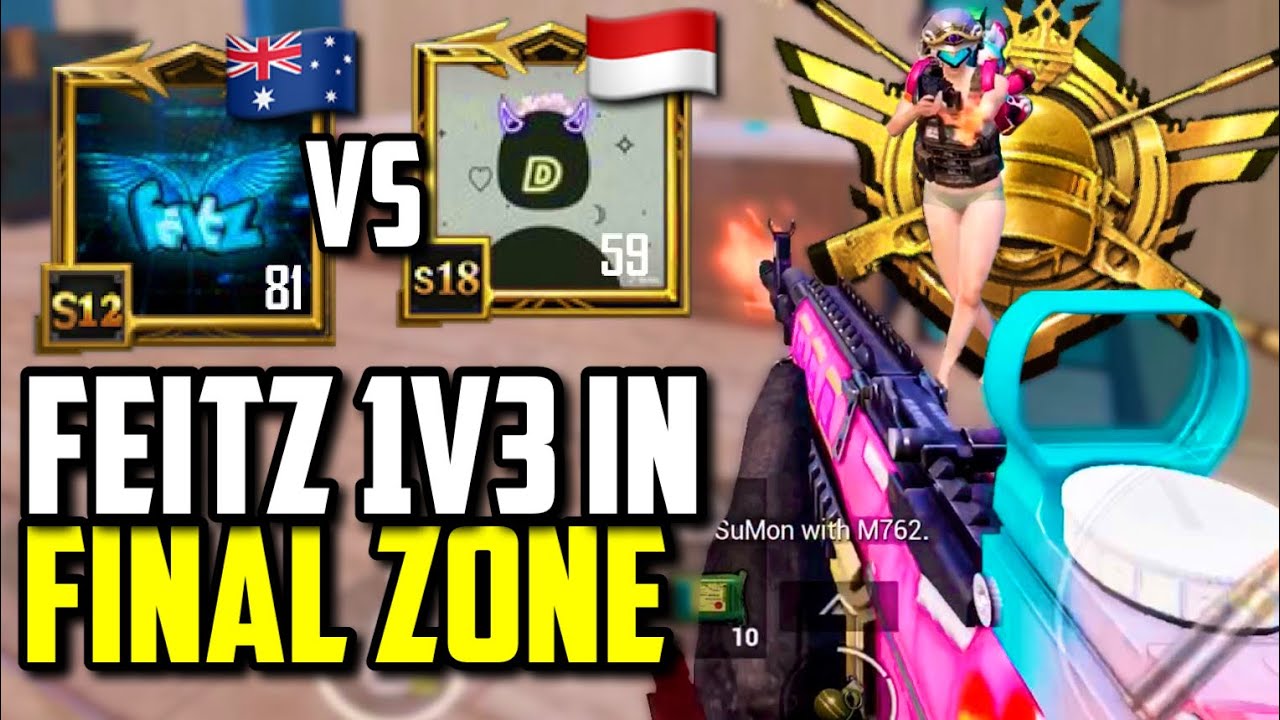 feitz
81
S12
VS
D
59
S18
FEITZ 1V3 IN
FINAL ZONE
SuMon with M762.
10